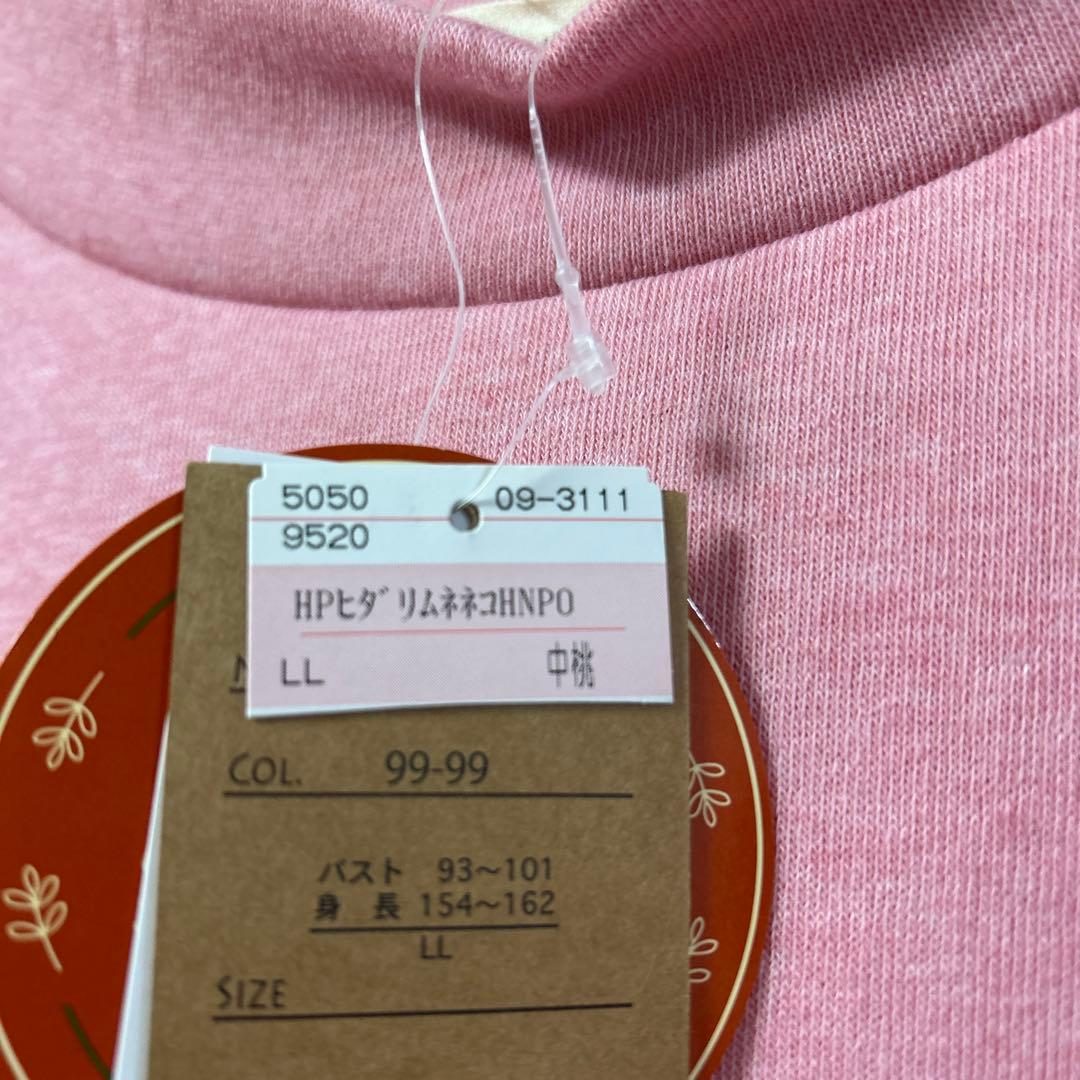 5050 09-3111
9520
HPﾋﾀﾞﾘﾑﾈﾈｺHNPO
LL 中桃
COL. 99-99
バスト 93～101
身 長 154～162
LL
SIZE